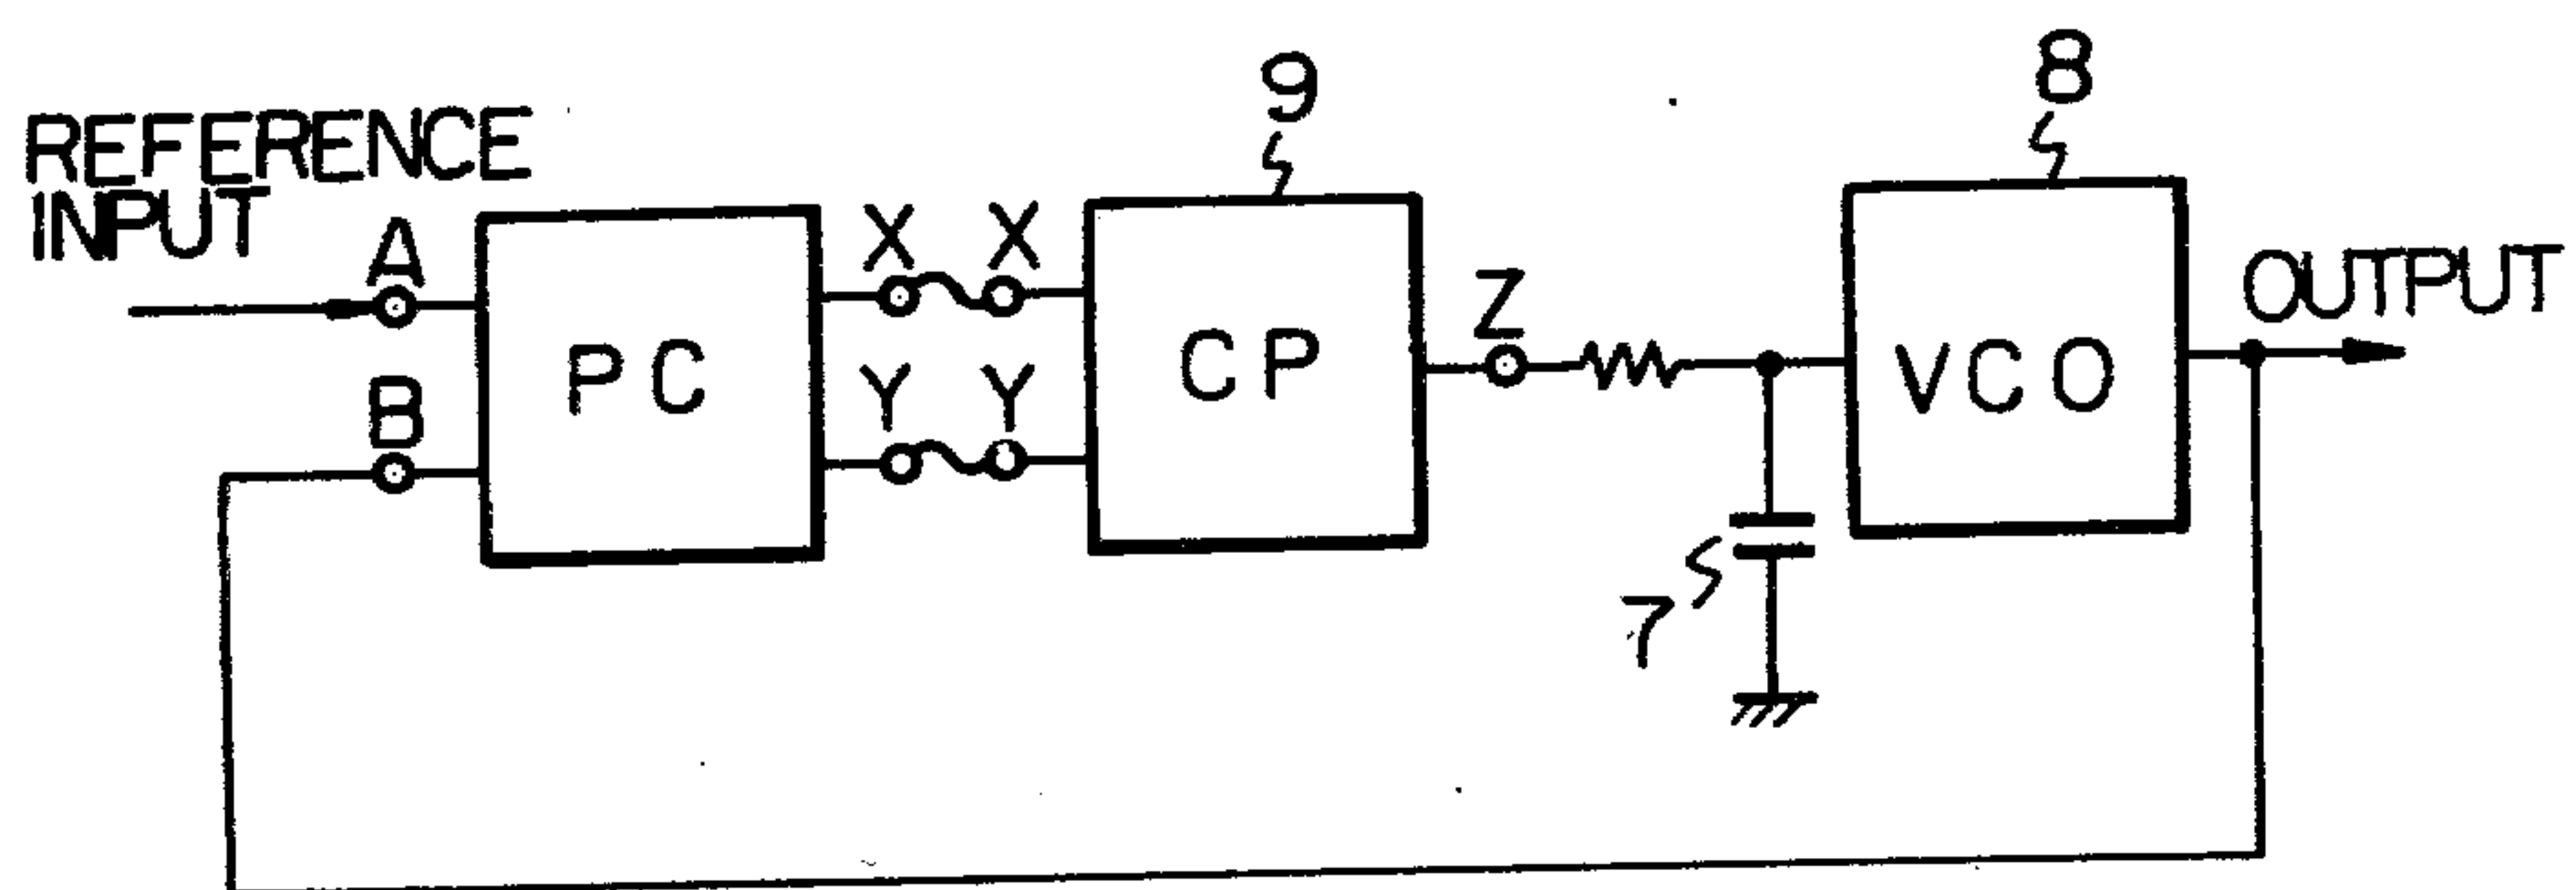 REFERENCE
INPUT
A
B
PC
X X
Y Y
9
CP
Z
7
8
VCO
OUTPUT